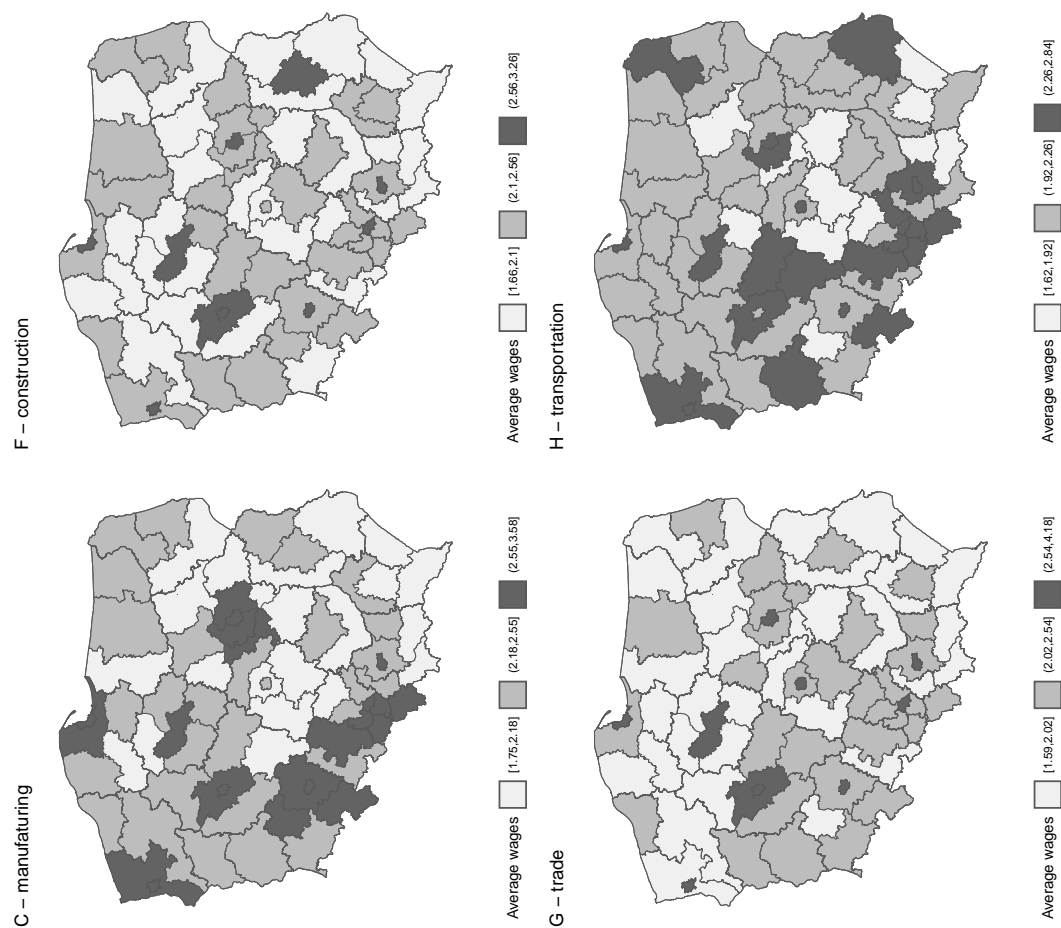 C – manufaturing
Average wages [1.75,2.18] (2.18,2.55] (2.55,3.58]
F – construction
Average wages [1.66,2.1] (2.1,2.56] (2.56,3.26]
G – trade
Average wages [1.59,2.02] (2.02,2.54] (2.54,4.18]
H – transportation
Average wages [1.62,1.92] (1.92,2.26] (2.26,2.84]